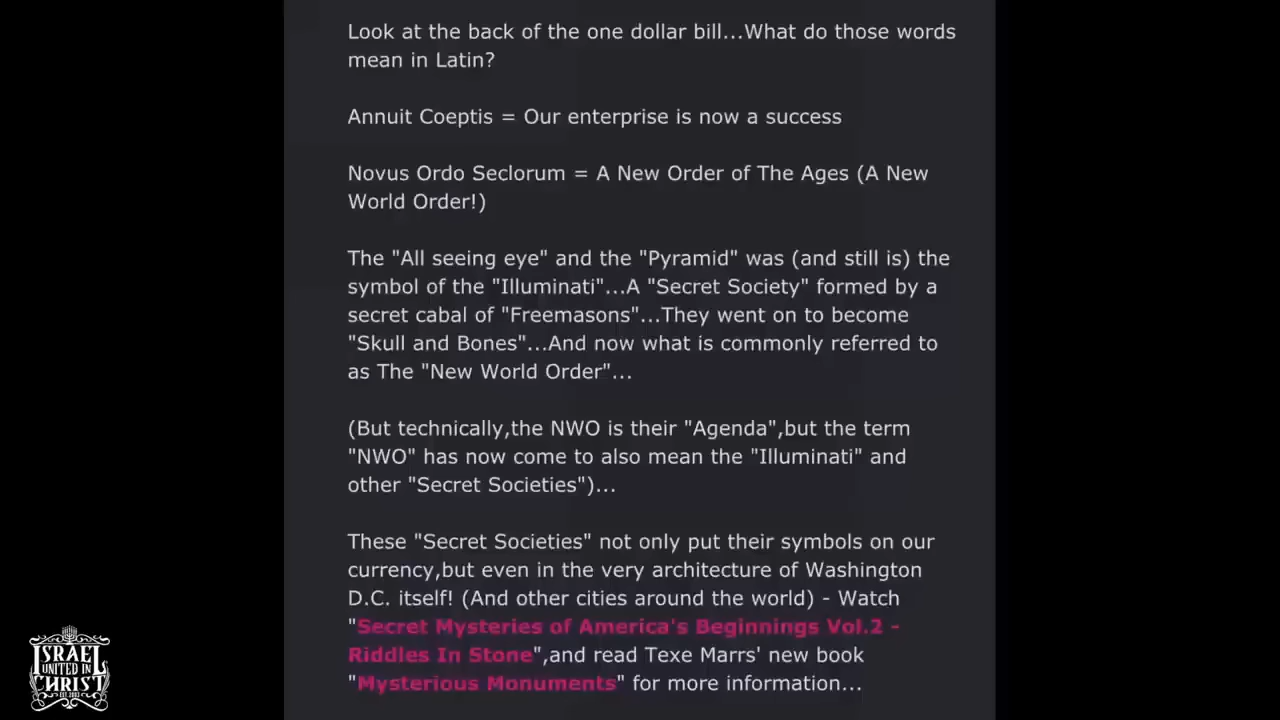 Look at the back of the one dollar bill...What do those words
mean in Latin?
Annuit Coeptis = Our enterprise is now a success
Novus Ordo Seclorum = A New Order of The Ages (A New
World Order!)
The "All seeing eye" and the "Pyramid" was (and still is) the
symbol of the "Illuminati"...A "Secret Society" formed by a
secret cabal of "Freemasons"...They went on to become
"Skull and Bones"...And now what is commonly referred to
as The "New World Order"...
(But technically,the NWO is their "Agenda",but the term
"NWO" has now come to also mean the "Illuminati" and
other "Secret Societies")...
These "Secret Societies" not only put their symbols on our
currency,but even in the very architecture of Washington
D.C. itself! (And other cities around the world) - Watch
"Secret Mysteries of America's Beginnings Vol.2 -
Riddles In Stone",and read Texe Marrs' new book
"Mysterious Monuments" for more information...
ISRAEL
UNITED IN
CHRIST
EST. 2003